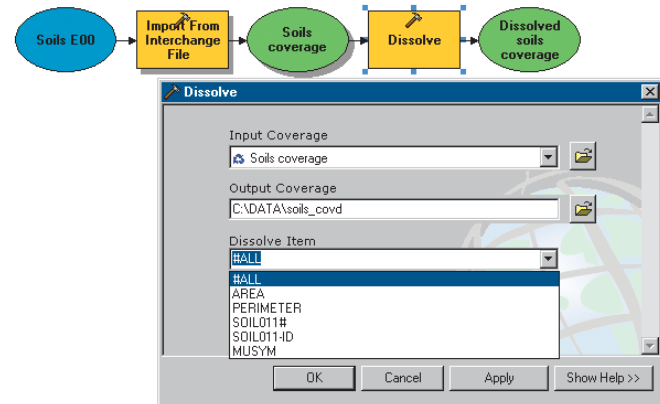 Soils E00
Import From
Interchange
File
Soils
coverage
Dissolve
Dissolved
soils
coverage
Dissolve
Input Coverage
Soils coverage
Output Coverage
C:\DATA\soils_covd
Dissolve Item
#ALL
#ALL
AREA
PERIMETER
SOIL011#
SOIL011-ID
MUSYM
OK
Cancel
Apply
Show Help >>